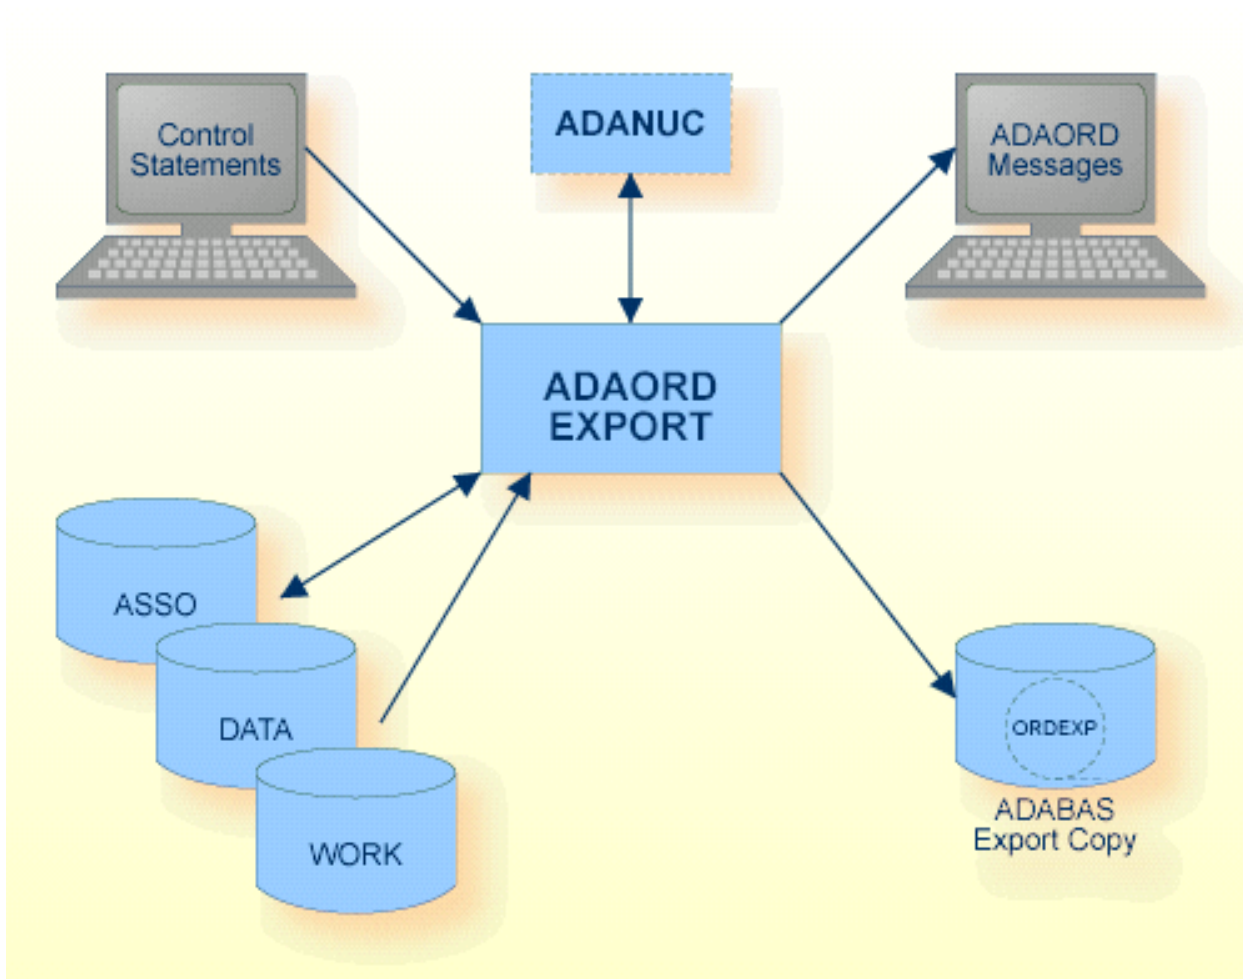 Control
Statements
ADANUC
ADAORD
Messages
ADAORD
EXPORT
ASSO
DATA
WORK
ORDEXP
ADABAS
Export Copy